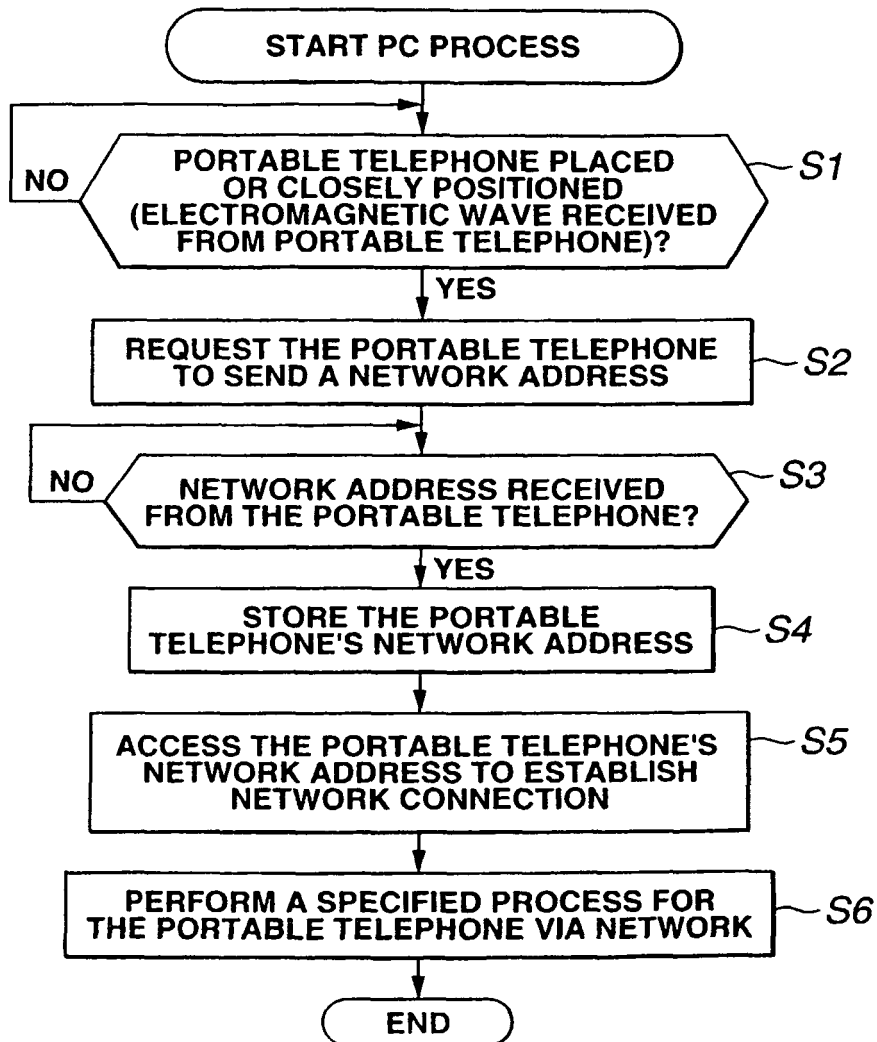 START PC PROCESS
PORTABLE TELEPHONE PLACED
OR CLOSELY POSITIONED
(ELECTROMAGNETIC WAVE RECEIVED
FROM PORTABLE TELEPHONE)?
S1
NO
YES
REQUEST THE PORTABLE TELEPHONE
TO SEND A NETWORK ADDRESS
S2
NETWORK ADDRESS RECEIVED
FROM THE PORTABLE TELEPHONE?
S3
NO
YES
STORE THE PORTABLE
TELEPHONE'S NETWORK ADDRESS
S4
ACCESS THE PORTABLE TELEPHONE'S
NETWORK ADDRESS TO ESTABLISH
NETWORK CONNECTION
S5
PERFORM A SPECIFIED PROCESS FOR
THE PORTABLE TELEPHONE VIA NETWORK
S6
END